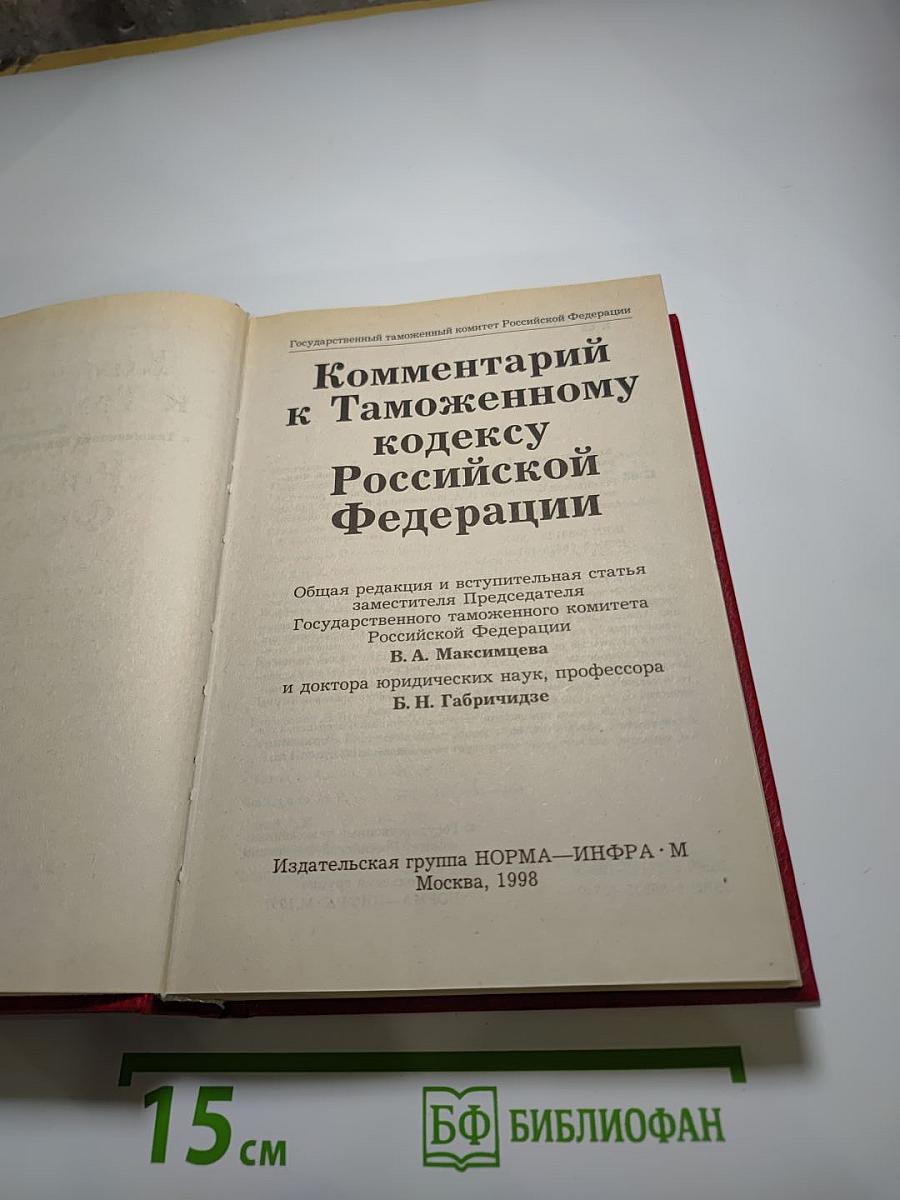 Государственный таможенный комитет Российской Федерации
Комментарий
к Таможенному
кодексу
Российской
Федерации
Общая редакция и вступительная статья
заместителя Председателя
Государственного таможенного комитета
Российской Федерации
В. А. Максимцева
и доктора юридических наук, профессора
Б. Н. Габричидзе
Издательская группа НОРМА—ИНФРА · М
Москва, 1998
15 см
БФ БИБЛИОФАН